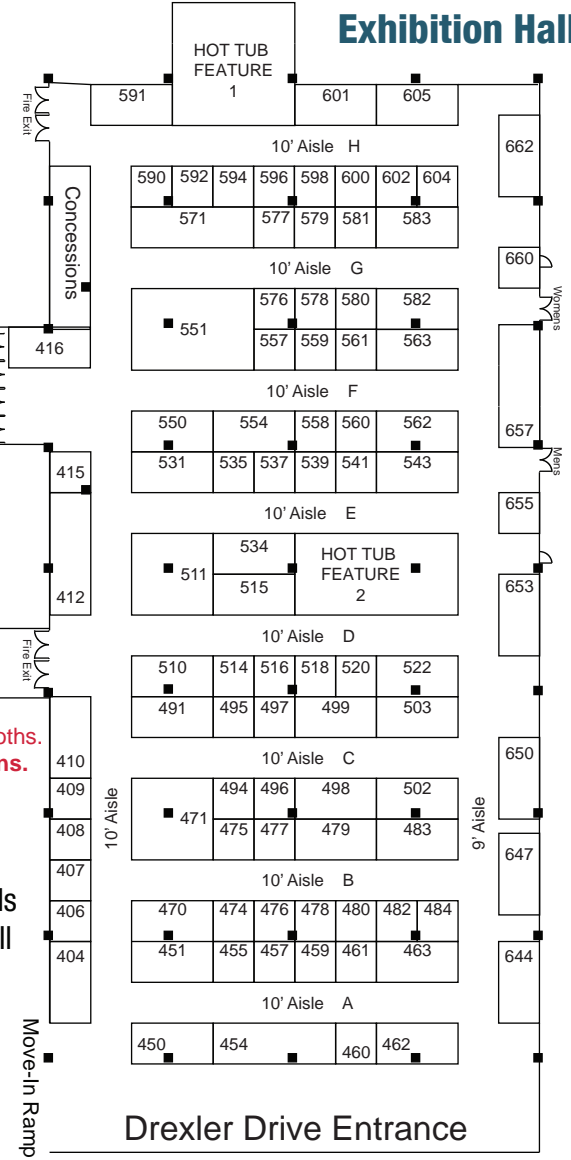 Exhibition Hall
HOT TUB
FEATURE
1
591
601
605
Fire Exit
10' Aisle H
662
590 592 594 596 598 600 602 604
571 577 579 581 583
Concessions
10' Aisle G
660
576 578 580 582
551
557 559 561 563
Womens
416
10' Aisle F
550 554 558 560 562
657
531 535 537 539 541 543
415
Mens
10' Aisle E
655
534
511
515
HOT TUB
FEATURE
2
412
653
10' Aisle D
Fire Exit
510 514 516 518 520 522
491 495 497 499 503
ns.
410
10' Aisle C
650
409
494 496 498 502
471
10' Aisle
9' Aisle
408
475 477 479 483
647
407
10' Aisle B
406
470 474 476 478 480 482 484
ll
404
451 455 457 459 461 463
644
10' Aisle A
Move-In Ramp
450 454 460 462
Drexler Drive Entrance